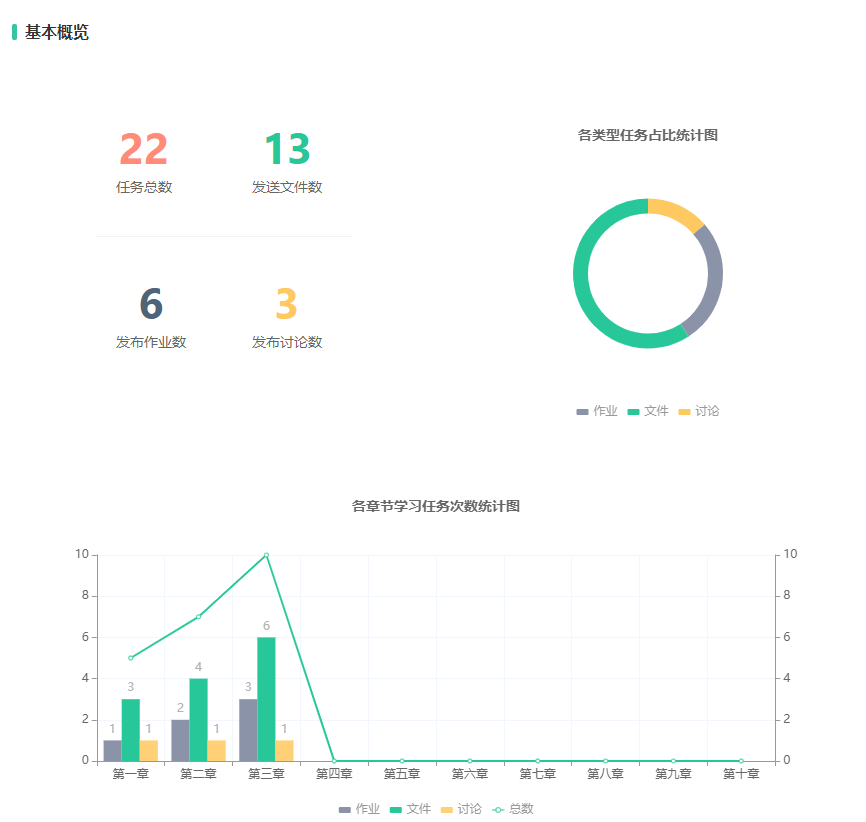 基本概览
22 13
任务总数 发送文件数
6 3
发布作业数 发布讨论数
各类型任务占比统计图
作业 文件 讨论
各章节学习任务次数统计图
10 10
8 8
6 6
4 4
2 2
0 0
1 3 1 2 4 1 3 6 1
第一章 第二章 第三章 第四章 第五章 第六章 第七章 第八章 第九章 第十章
作业 文件 讨论 总数